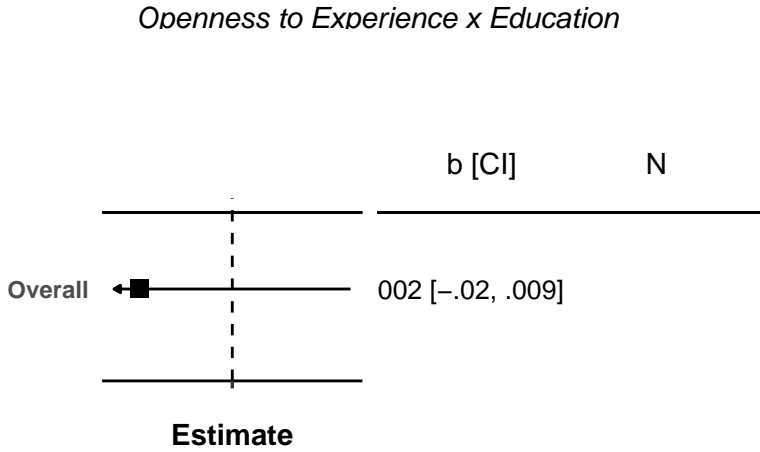 Openness to Experience x Education
b [CI] N
Overall 002 [−.02, .009]
Estimate